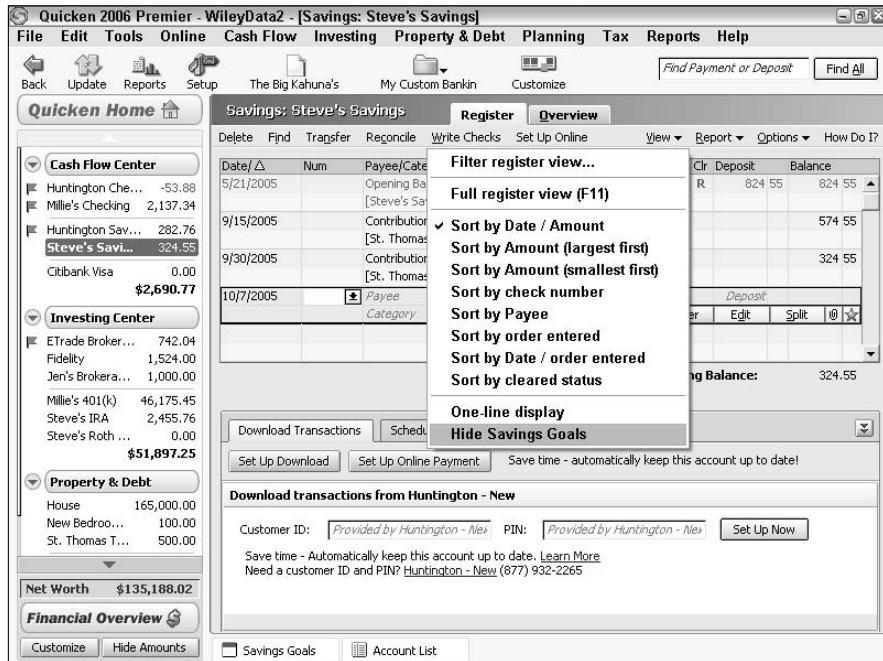 Quicken 2006 Premier - WileyData2 - [Savings: Steve's Savings]
File Edit Tools Online Cash Flow Investing Property & Debt Planning Tax Reports Help
Back Update Reports Setup The Big Kahuna's My Custom Bankin Customize Find Payment or Deposit Find All
Quicken Home
Cash Flow Center
Huntington Che... -53.88
Millie's Checking 2,137.34
Huntington Sav... 282.76
Steve's Savi... 324.55
Citibank Visa 0.00
$2,690.77
Investing Center
ETrade Broker... 742.04
Fidelity 1,524.00
Jen's Brokera... 1,000.00
Millie's 401(k) 46,175.45
Steve's IRA 2,455.76
Steve's Roth ... 0.00
$51,897.25
Property & Debt
House 165,000.00
New Bedroo... 100.00
St. Thomas T... 500.00
Net Worth $135,188.02
Financial Overview
Customize Hide Amounts
Savings: Steve's Savings Register Overview
Delete Find Transfer Reconcile Write Checks Set Up Online View Report Options How Do I?
Date/ Num Payee/Cate Clr Deposit Balance
5/21/2005 Opening Ba R 824 55 824 55
[Steve's Sa
9/15/2005 Contribution 574 55
[St. Thomas
9/30/2005 Contribution 324 55
[St. Thomas
10/7/2005 Payee Deposit
Category er Edit Split
ng Balance: 324.55
Filter register view...
Full register view (F11)
Sort by Date / Amount
Sort by Amount (largest first)
Sort by Amount (smallest first)
Sort by check number
Sort by Payee
Sort by order entered
Sort by Date / order entered
Sort by cleared status
One-line display
Hide Savings Goals
Download Transactions Schedu
Set Up Download Set Up Online Payment Save time - automatically keep this account up to date!
Download transactions from Huntington - New
Customer ID: Provided by Huntington - Nev PIN: Provided by Huntington - Nev Set Up Now
Save time - Automatically keep this account up to date. Learn More
Need a customer ID and PIN? Huntington - New (877) 932-2265
Savings Goals Account List